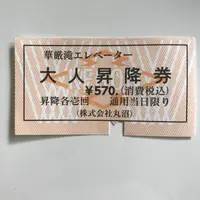 華厳滝エレベーター
大人昇降券
¥570.(消費税込)
昇降各壱回 通用当日限り
(株式会社丸沼)